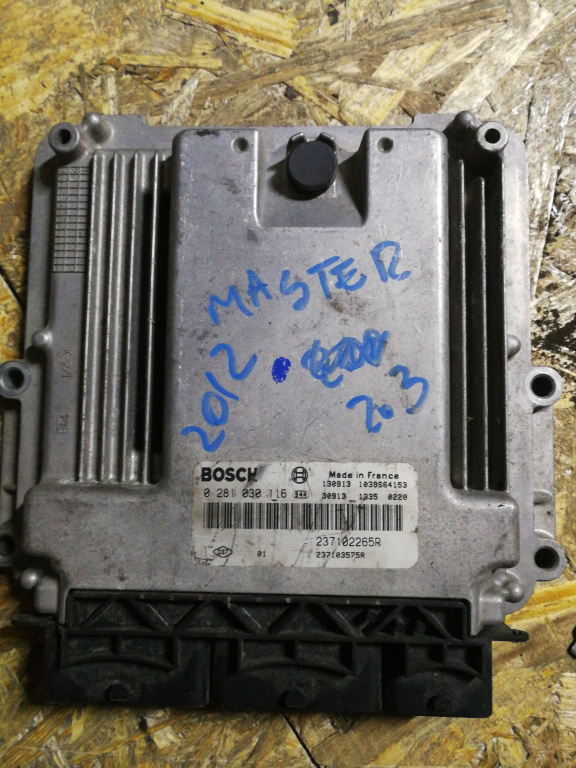 MASTER
2012
2.3
BOSCH
Made in France
130913 1039S64153
0 281 030 116
30913 1335 0220
237102265R
01
237103575R